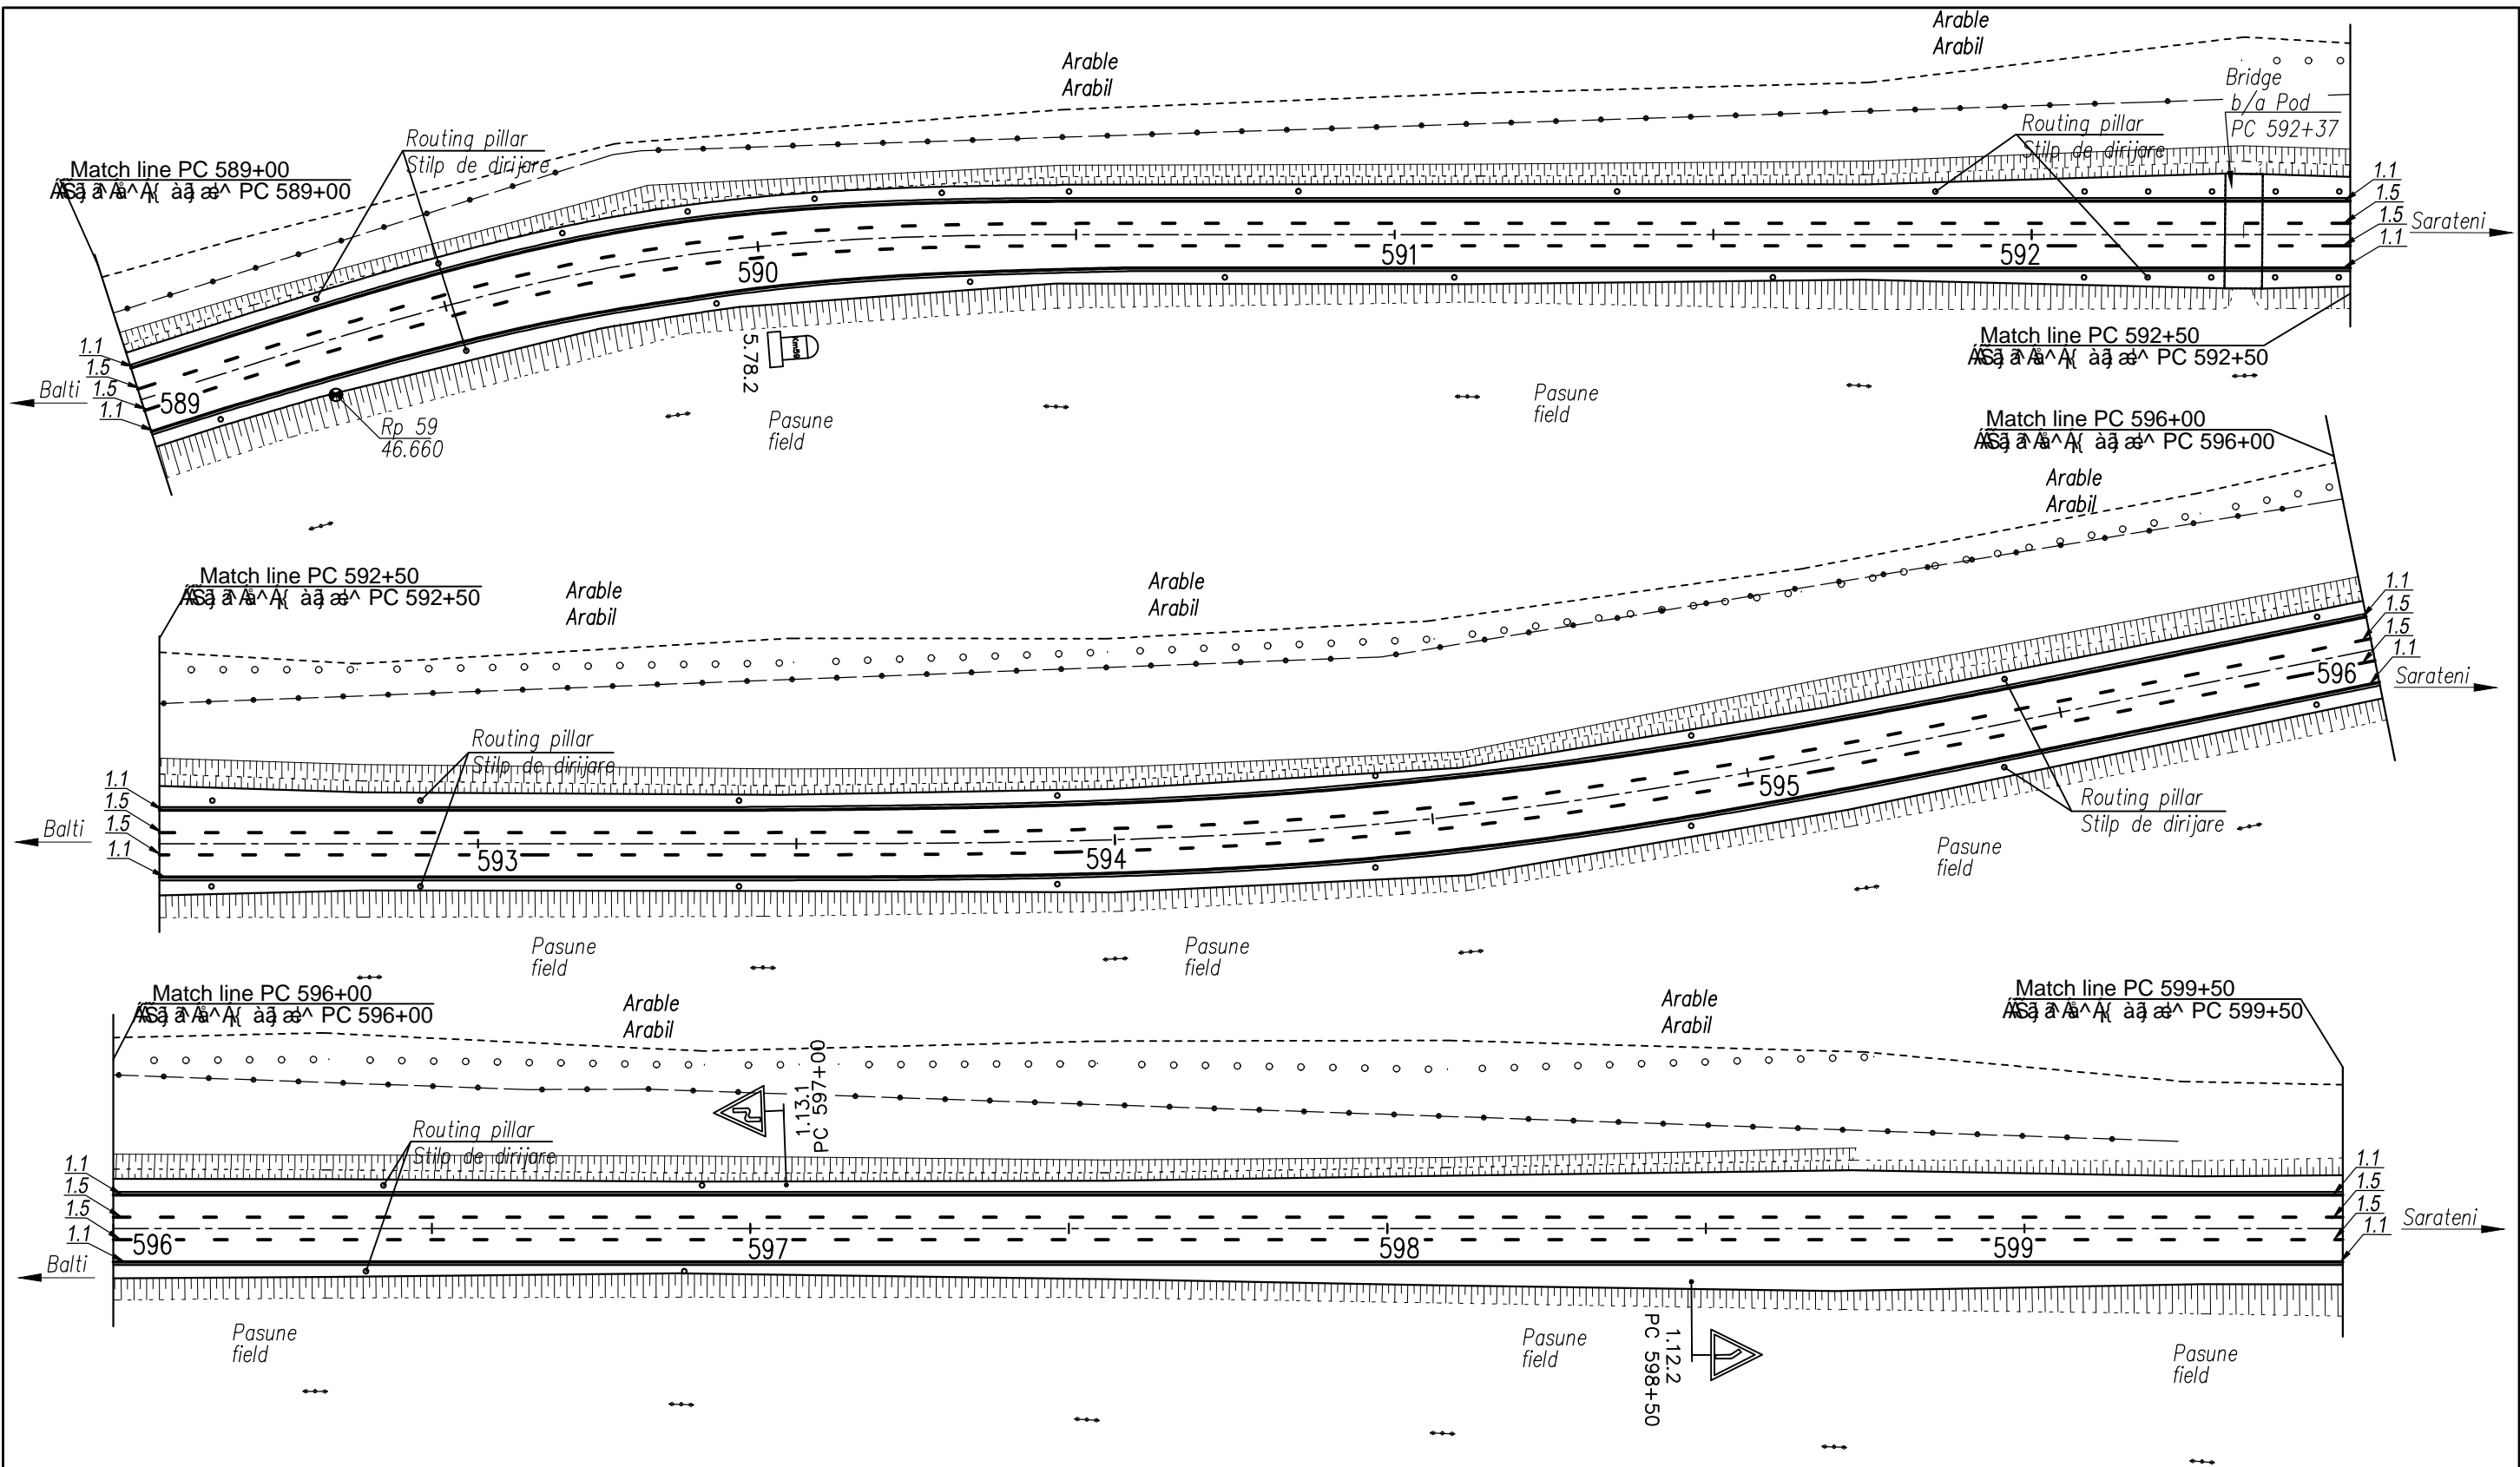 Arable
Arabil
Arable
Arabil
Bridge
b/a Pod
PC 592+37
Routing pillar
Stilp de dirijare
Routing pillar
Stilp de dirijare
Match line PC 589+00
PC 589+00
1.1
1.5
1.5
1.1
Sarateni
590
591
592
Match line PC 592+50
PC 592+50
1.1
1.5
1.5
1.1
Balti
589
5.78.2
Km59
Rp 59
46.660
Pasune
field
Pasune
field
Match line PC 596+00
PC 596+00
Arable
Arabil
Match line PC 592+50
PC 592+50
Arable
Arabil
Arable
Arabil
1.1
1.5
1.5
1.1
596
Sarateni
Routing pillar
Stilp de dirijare
1.1
1.5
1.5
1.1
Balti
593
594
595
Routing pillar
Stilp de dirijare
Pasune
field
Pasune
field
Pasune
field
Match line PC 596+00
PC 596+00
Arable
Arabil
Arable
Arabil
Match line PC 599+50
PC 599+50
1.13.1
PC 597+00
Routing pillar
Stilp de dirijare
1.1
1.5
1.5
1.1
Balti
596
597
598
599
1.1
1.5
1.5
1.1
Sarateni
Pasune
field
Pasune
field
1.12.2
PC 598+50
Pasune
field